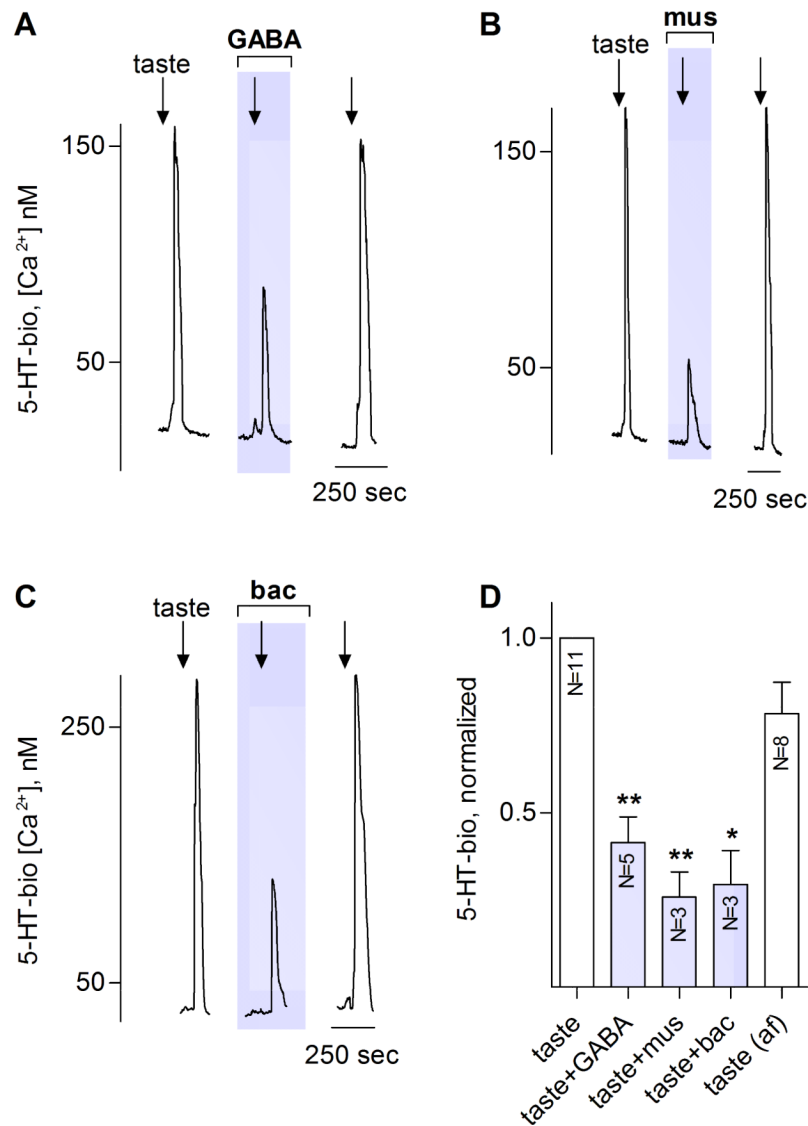 A
GABA
taste
150
50
5-HT-bio, [Ca2+] nM
250 sec
B
mus
taste
150
50
250 sec
C
bac
taste
250
50
5-HT-bio [Ca2+], nM
250 sec
D
1.0
0.5
5-HT-bio, normalized
N=11
**
N=5
**
N=3
*
N=3
N=8
taste
taste+GABA
taste+mus
taste+bac
taste (af)